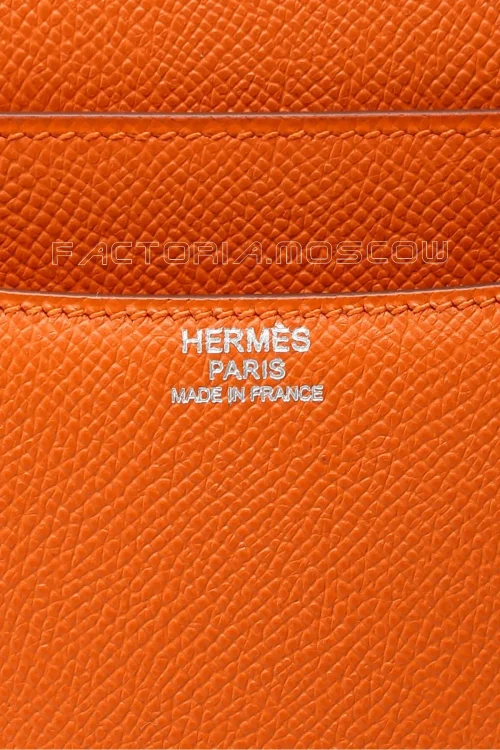 FACTORIA.MOSCOW
HERMÈS
PARIS
MADE IN FRANCE